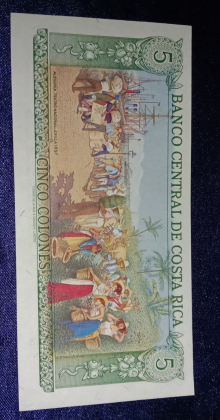 BANCO CENTRAL DE COSTA RICA
5
5
CINCO COLONES